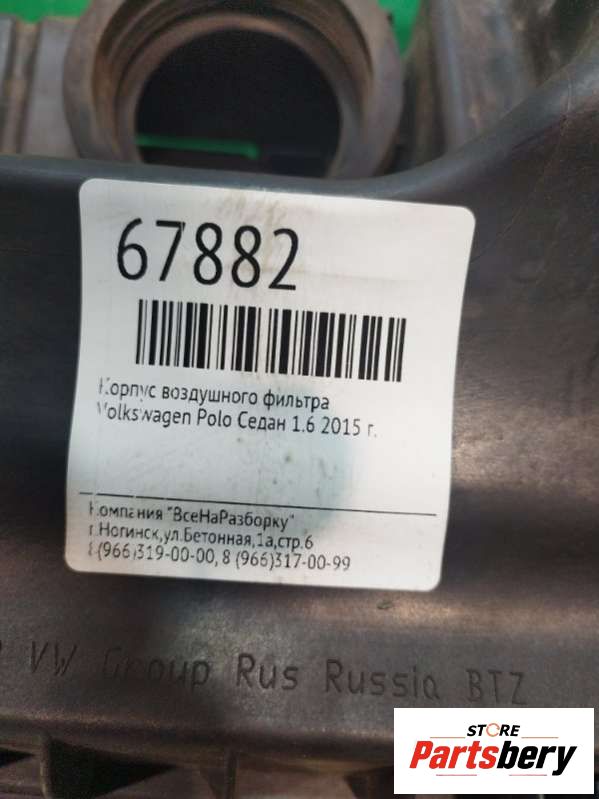 67882
Корпус воздушного фильтра
Volkswagen Polo Седан 1.6 2015 г.
Компания "ВсеНаРазборку"
г.Ногинск,ул.Бетонная,1а,стр.6
8(966)319-00-00, 8 (966)317-00-99
VW Group Rus Russia BTZ
STORE
Partsbery